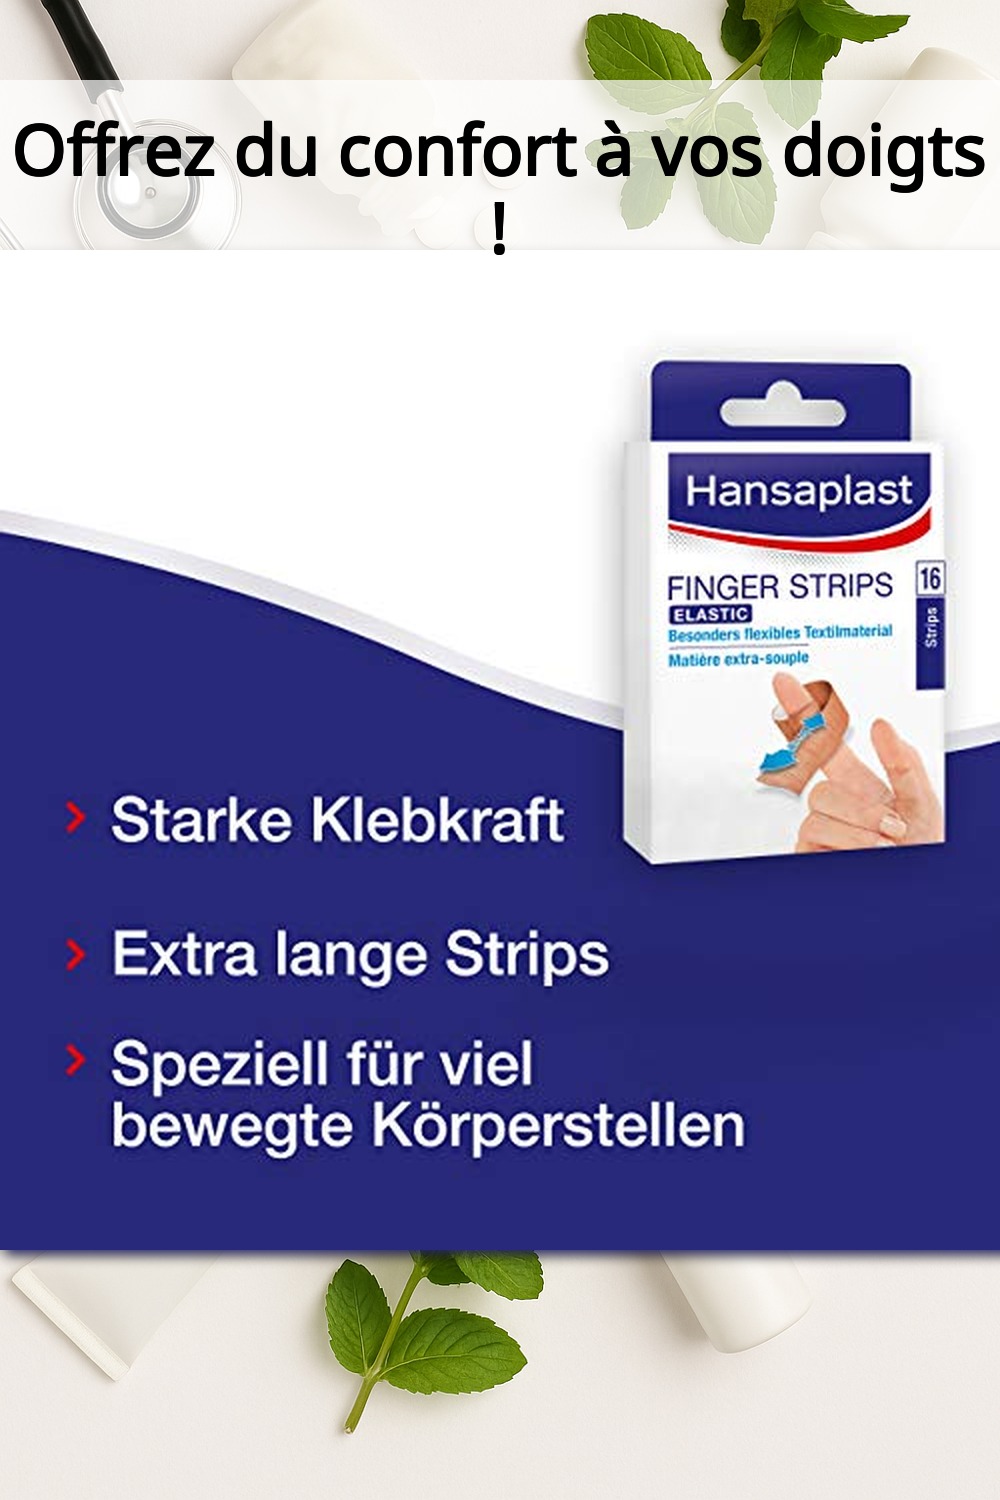 Offrez du confort à vos doigts
!
Hansaplast
FINGER STRIPS
ELASTIC
Besonders flexibles Textilmaterial
Matière extra-souple
16
Strips
Starke Klebkraft
Extra lange Strips
Speziell für viel
bewegte Körperstellen